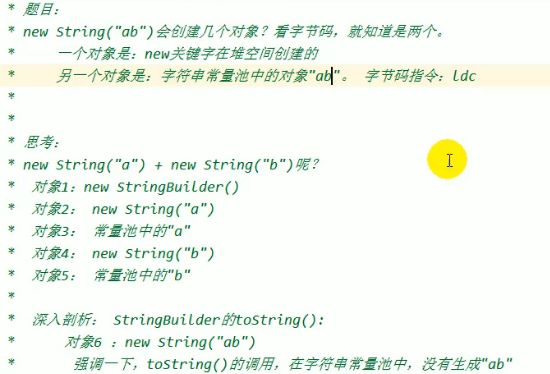 * 题目：
* new String("ab")会创建几个对象？看字节码，就知道是两个。
* 一个对象是：new关键字在堆空间创建的
* 另一个对象是：字符串常量池中的对象"ab"。 字节码指令：ldc
*
*
* 思考：
* new String("a") + new String("b")呢？
* 对象1：new StringBuilder()
* 对象2： new String("a")
* 对象3： 常量池中的"a"
* 对象4： new String("b")
* 对象5： 常量池中的"b"
*
* 深入剖析： StringBuilder的toString():
* 对象6 ：new String("ab")
* 强调一下，toString()的调用，在字符串常量池中，没有生成"ab"